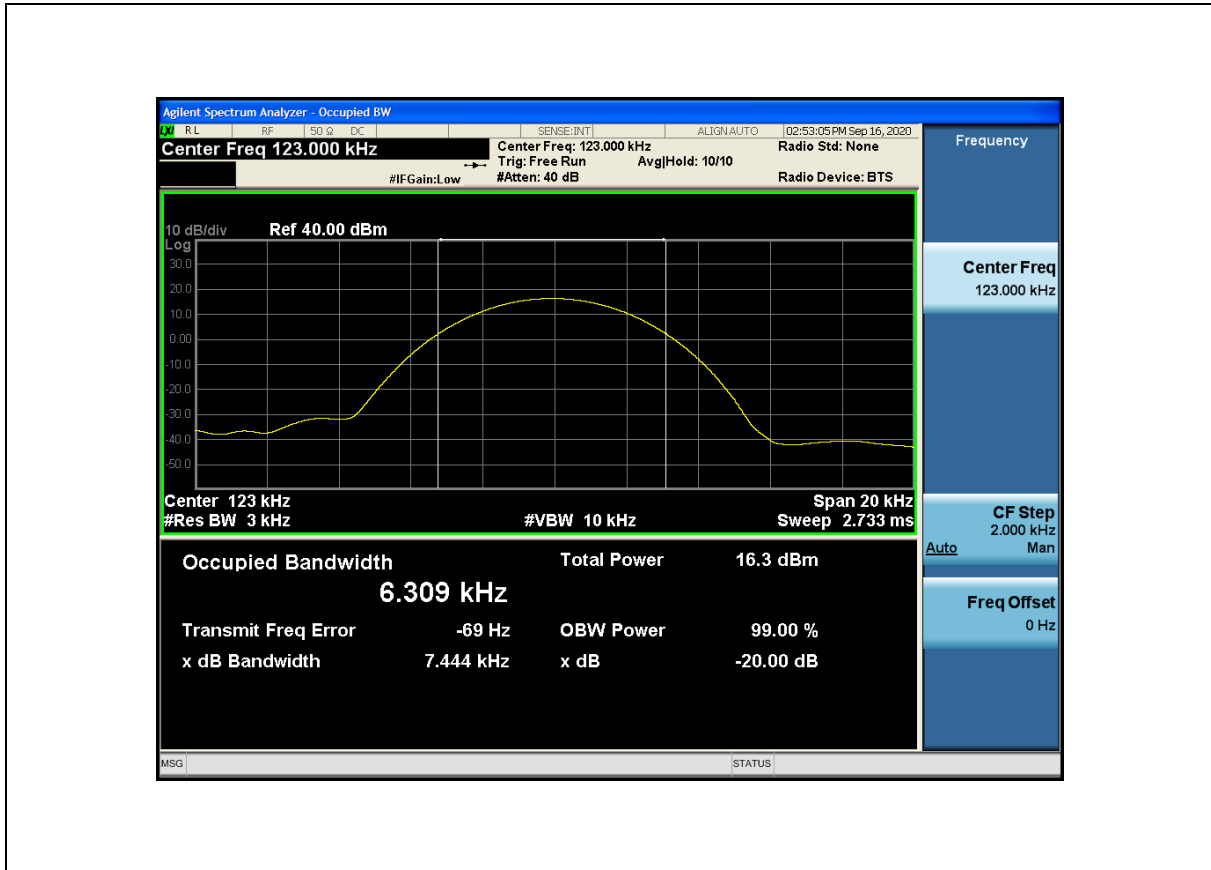 Agilent Spectrum Analyzer - Occupied BW
LXI RL RF 50 Ω DC SENSE:INT ALIGN AUTO 02:53:05 PM Sep 16, 2020
Center Freq 123.000 kHz
Center Freq: 123.000 kHz Radio Std: None
Trig: Free Run Avg|Hold: 10/10
#IFGain:Low #Atten: 40 dB Radio Device: BTS
10 dB/div Ref 40.00 dBm
Log
30.0
20.0
10.0
0.00
-10.0
-20.0
-30.0
-40.0
-50.0
Center 123 kHz Span 20 kHz
#Res BW 3 kHz #VBW 10 kHz Sweep 2.733 ms
Occupied Bandwidth Total Power 16.3 dBm
6.309 kHz
Transmit Freq Error -69 Hz OBW Power 99.00 %
x dB Bandwidth 7.444 kHz x dB -20.00 dB
MSG STATUS
Frequency
Center Freq
123.000 kHz
CF Step
2.000 kHz
Auto Man
Freq Offset
0 Hz